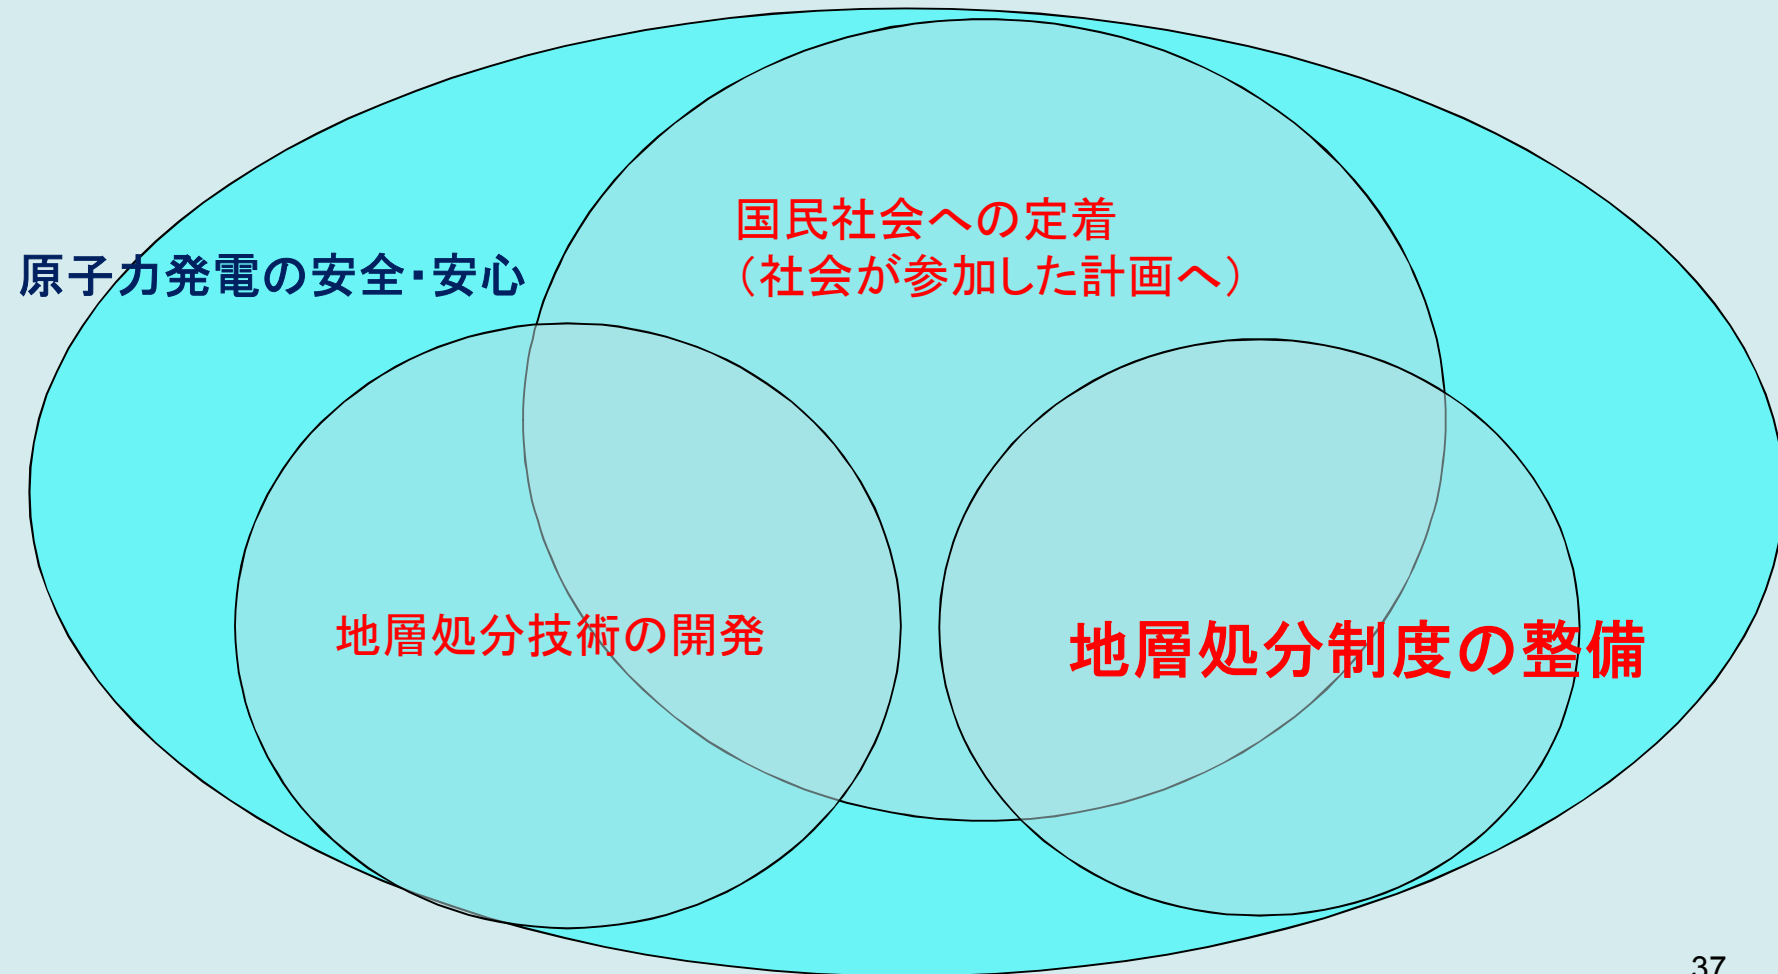 国民社会への定着
（社会が参加した計画へ）
原子力発電の安全・安心
地層処分技術の開発
地層処分制度の整備
37